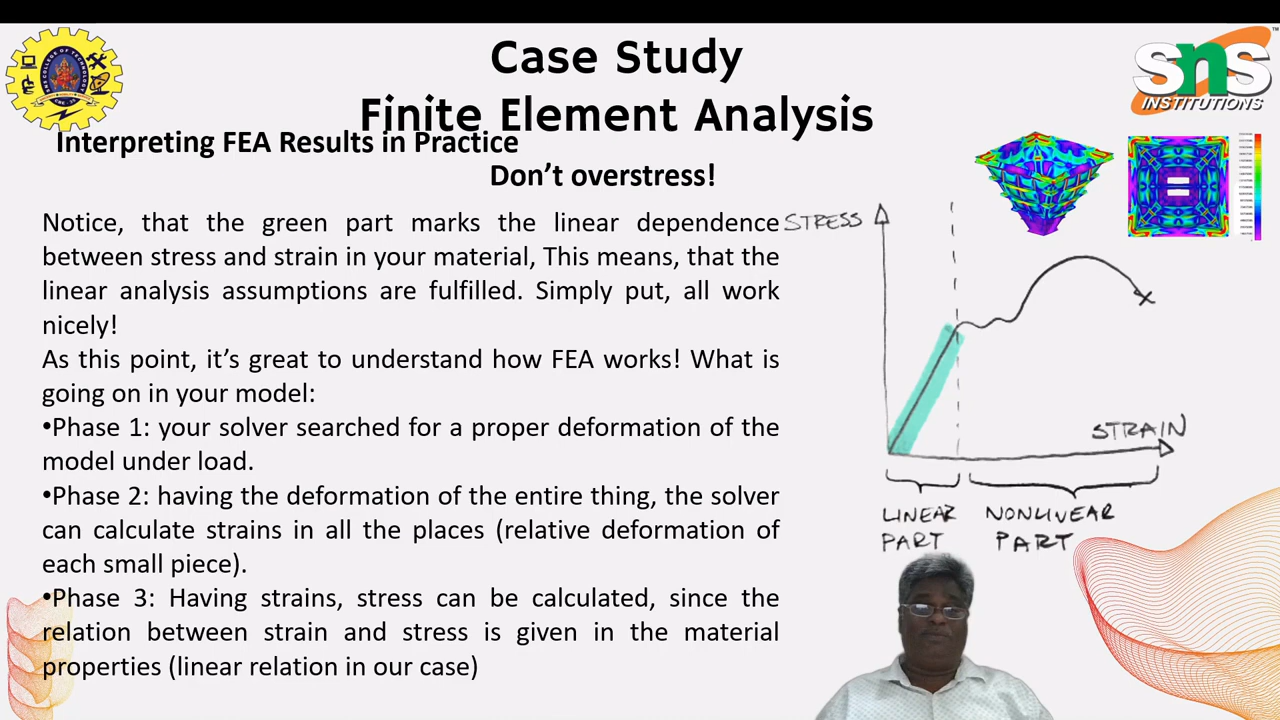 Case Study
Finite Element Analysis
Interpreting FEA Results in Practice
Don’t overstress!
Notice, that the green part marks the linear dependence
between stress and strain in your material, This means, that the
linear analysis assumptions are fulfilled. Simply put, all work
nicely!
As this point, it’s great to understand how FEA works! What is
going on in your model:
•Phase 1: your solver searched for a proper deformation of the
model under load.
•Phase 2: having the deformation of the entire thing, the solver
can calculate strains in all the places (relative deformation of
each small piece).
•Phase 3: Having strains, stress can be calculated, since the
relation between strain and stress is given in the material
properties (linear relation in our case)
sns
INSTITUTIONS
STRESS
STRAIN
LINEAR
PART
NONLINEAR
PART